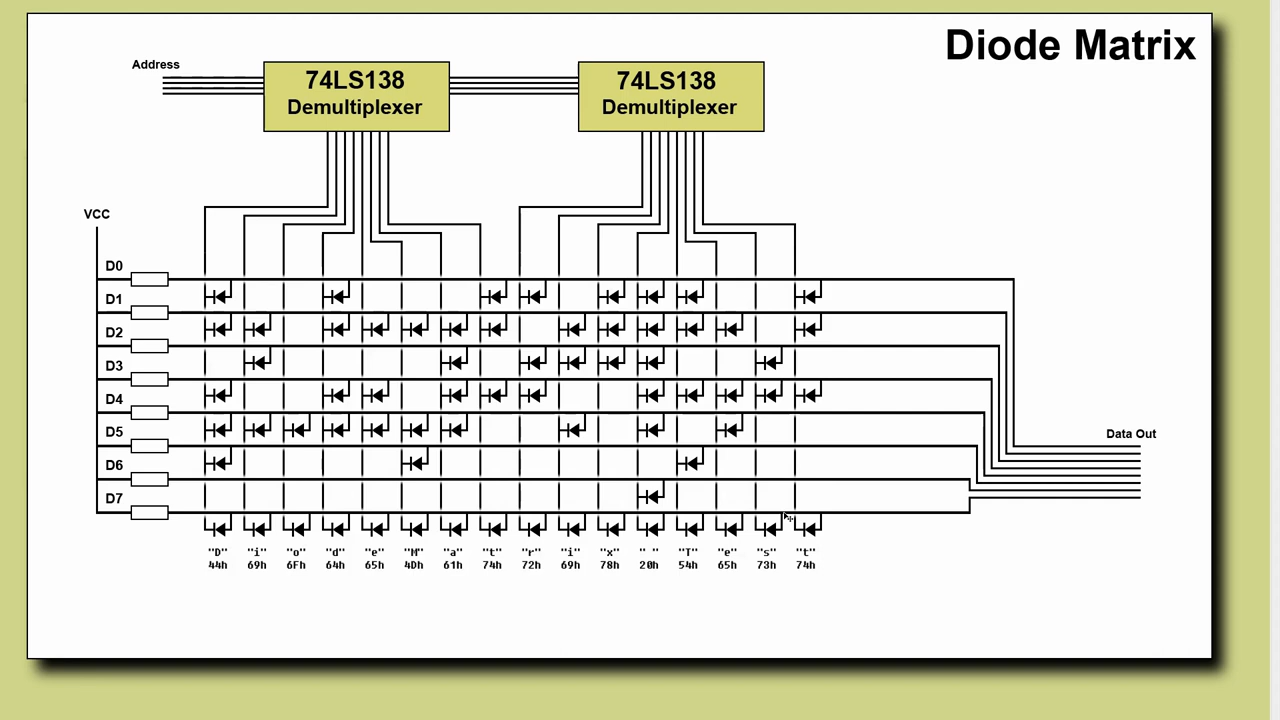 Diode Matrix
Address
74LS138
Demultiplexer
74LS138
Demultiplexer
VCC
D0
D1
D2
D3
D4
D5
D6
D7
Data Out
"D" "i" "o" "d" "e" "M" "a" "t" "r" "i" "x" " " "T" "e" "s" "t"
44h 69h 6Fh 64h 65h 4Dh 61h 74h 72h 69h 78h 20h 54h 65h 73h 74h